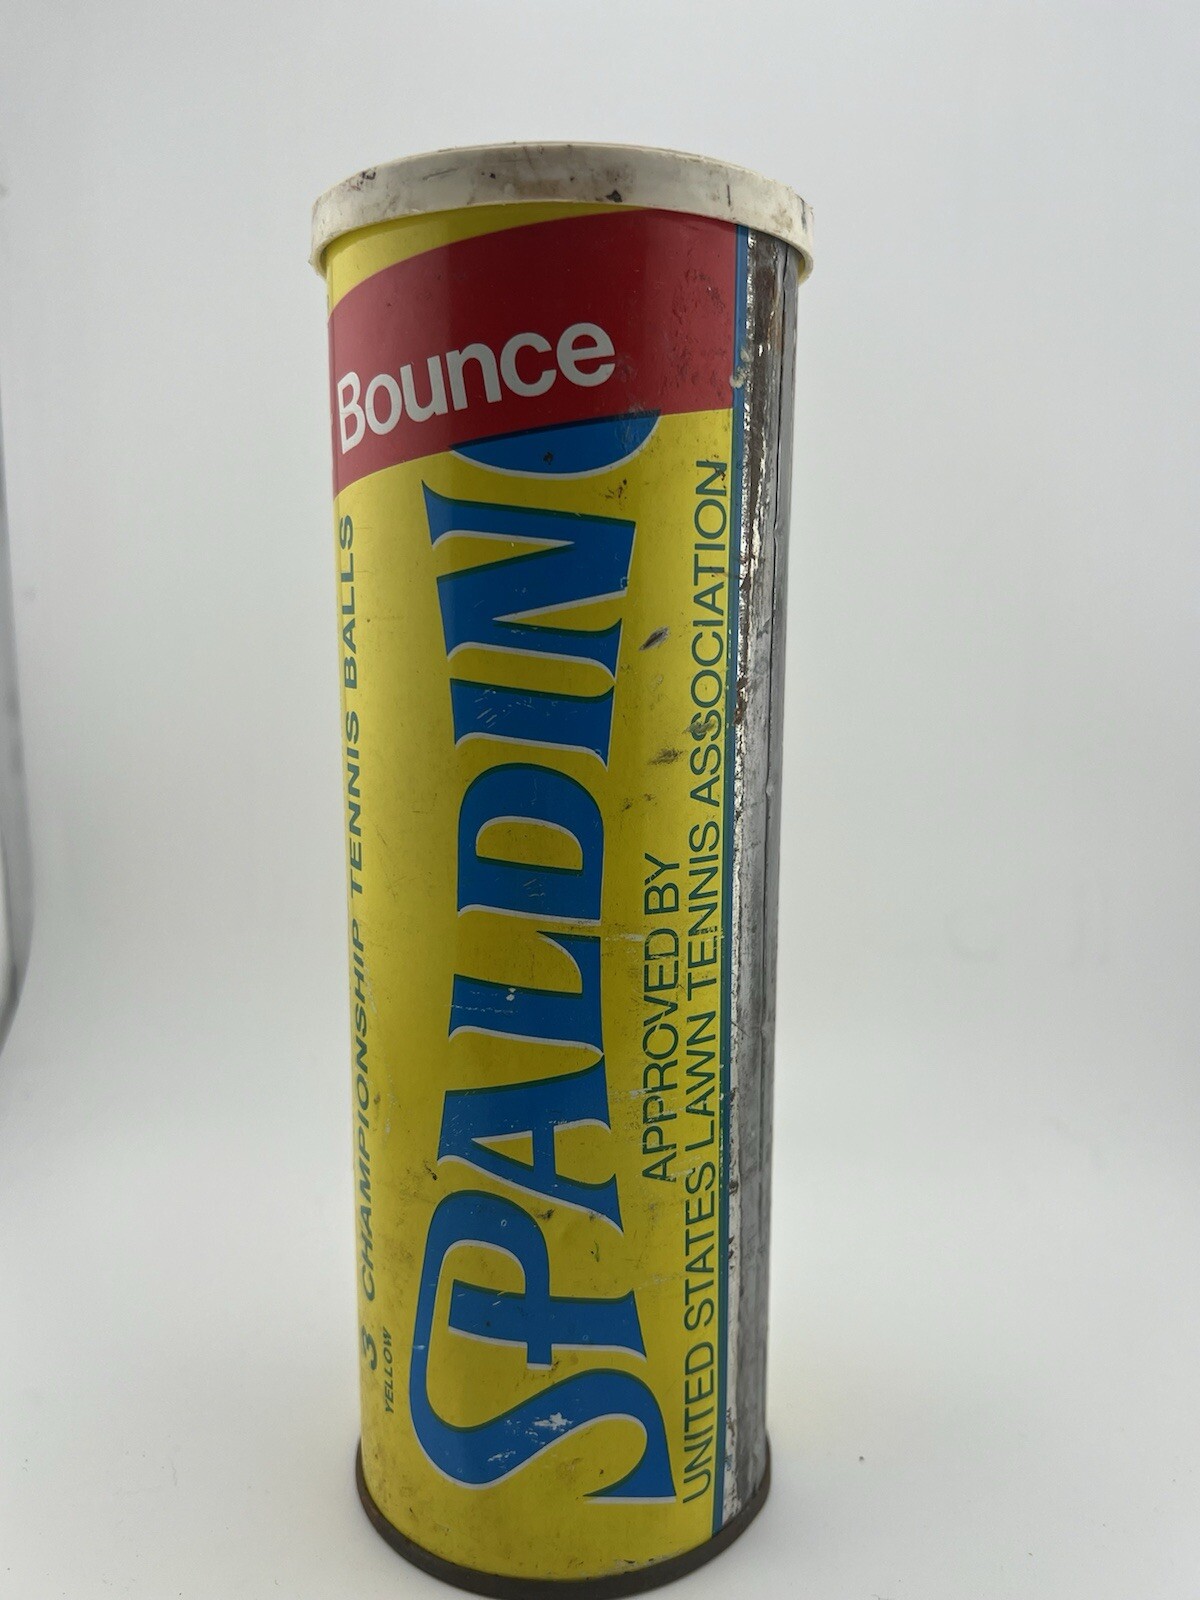 Bounce
SPALDING
3 CHAMPIONSHIP TENNIS BALLS
YELLOW
APPROVED BY
UNITED STATES LAWN TENNIS ASSOCIATION